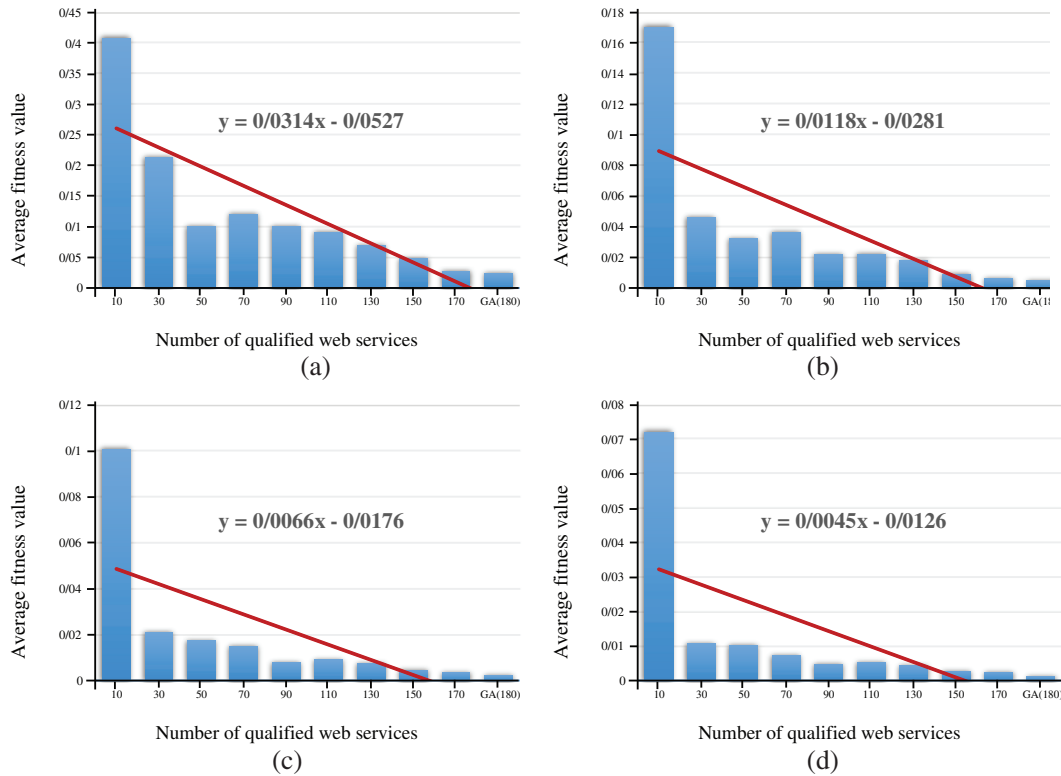 0/45
0/4
0/35
0/3
0/25
0/2
0/15
0/1
0/05
0
Average fitness value
y = 0/0314x - 0/0527
10 30 50 70 90 110 130 150 170 GA(180)
Number of qualified web services
(a)
0/18
0/16
0/14
0/12
0/1
0/08
0/06
0/04
0/02
0
Average fitness value
y = 0/0118x - 0/0281
10 30 50 70 90 110 130 150 170 GA(18
Number of qualified web services
(b)
0/12
0/1
0/08
0/06
0/04
0/02
0
Average fitness value
y = 0/0066x - 0/0176
10 30 50 70 90 110 130 150 170 GA(180)
Number of qualified web services
(c)
0/08
0/07
0/06
0/05
0/04
0/03
0/02
0/01
0
Average fitness value
y = 0/0045x - 0/0126
10 30 50 70 90 110 130 150 170 GA(180)
Number of qualified web services
(d)